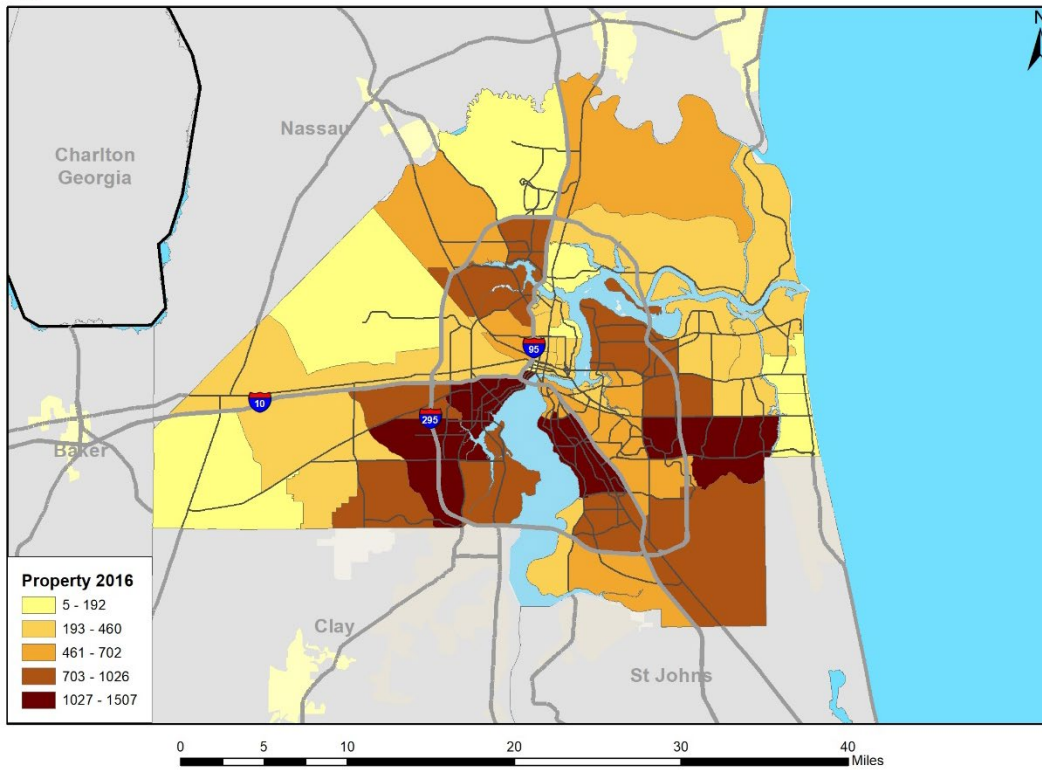 N
Nassau
Charlton
Georgia
95
10
295
Baker
Property 2016
5 - 192
193 - 460
461 - 702
703 - 1026
1027 - 1507
Clay
St Johns
0 5 10 20 30 40
Miles